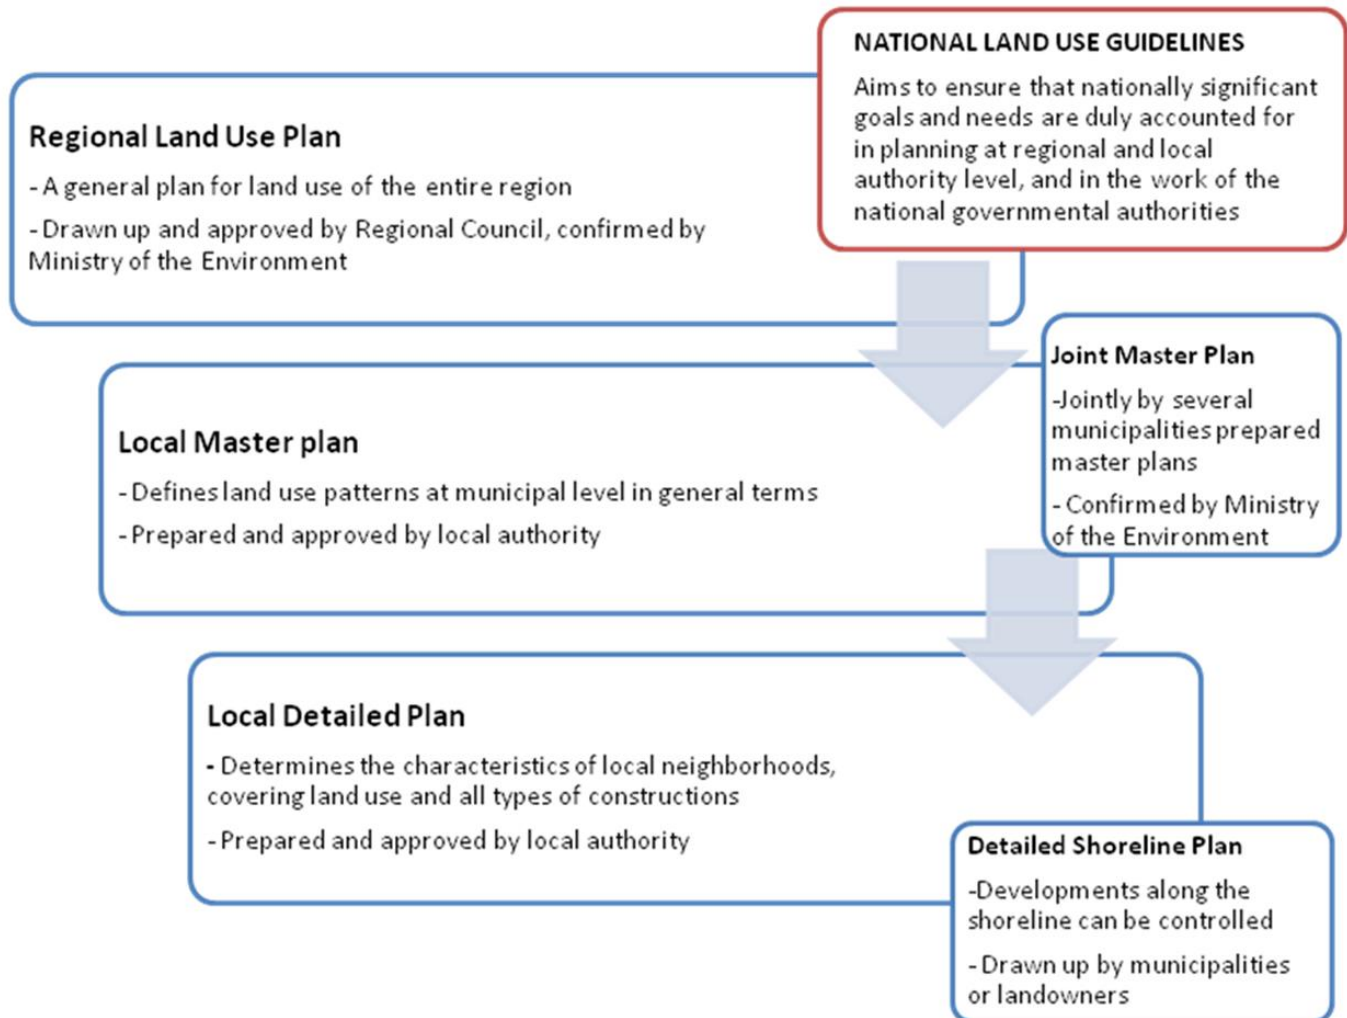 NATIONAL LAND USE GUIDELINES
Aims to ensure that nationally significant
goals and needs are duly accounted for
in planning at regional and local
authority level, and in the work of the
national governmental authorities
Regional Land Use Plan
- A general plan for land use of the entire region
- Drawn up and approved by Regional Council, confirmed by
Ministry of the Environment
Joint Master Plan
-Jointly by several
municipalities prepared
master plans
- Confirmed by Ministry
of the Environment
Local Master plan
- Defines land use patterns at municipal level in general terms
- Prepared and approved by local authority
Local Detailed Plan
- Determines the characteristics of local neighborhoods,
covering land use and all types of constructions
- Prepared and approved by local authority
Detailed Shoreline Plan
-Developments along the
shoreline can be controlled
- Drawn up by municipalities
or landowners